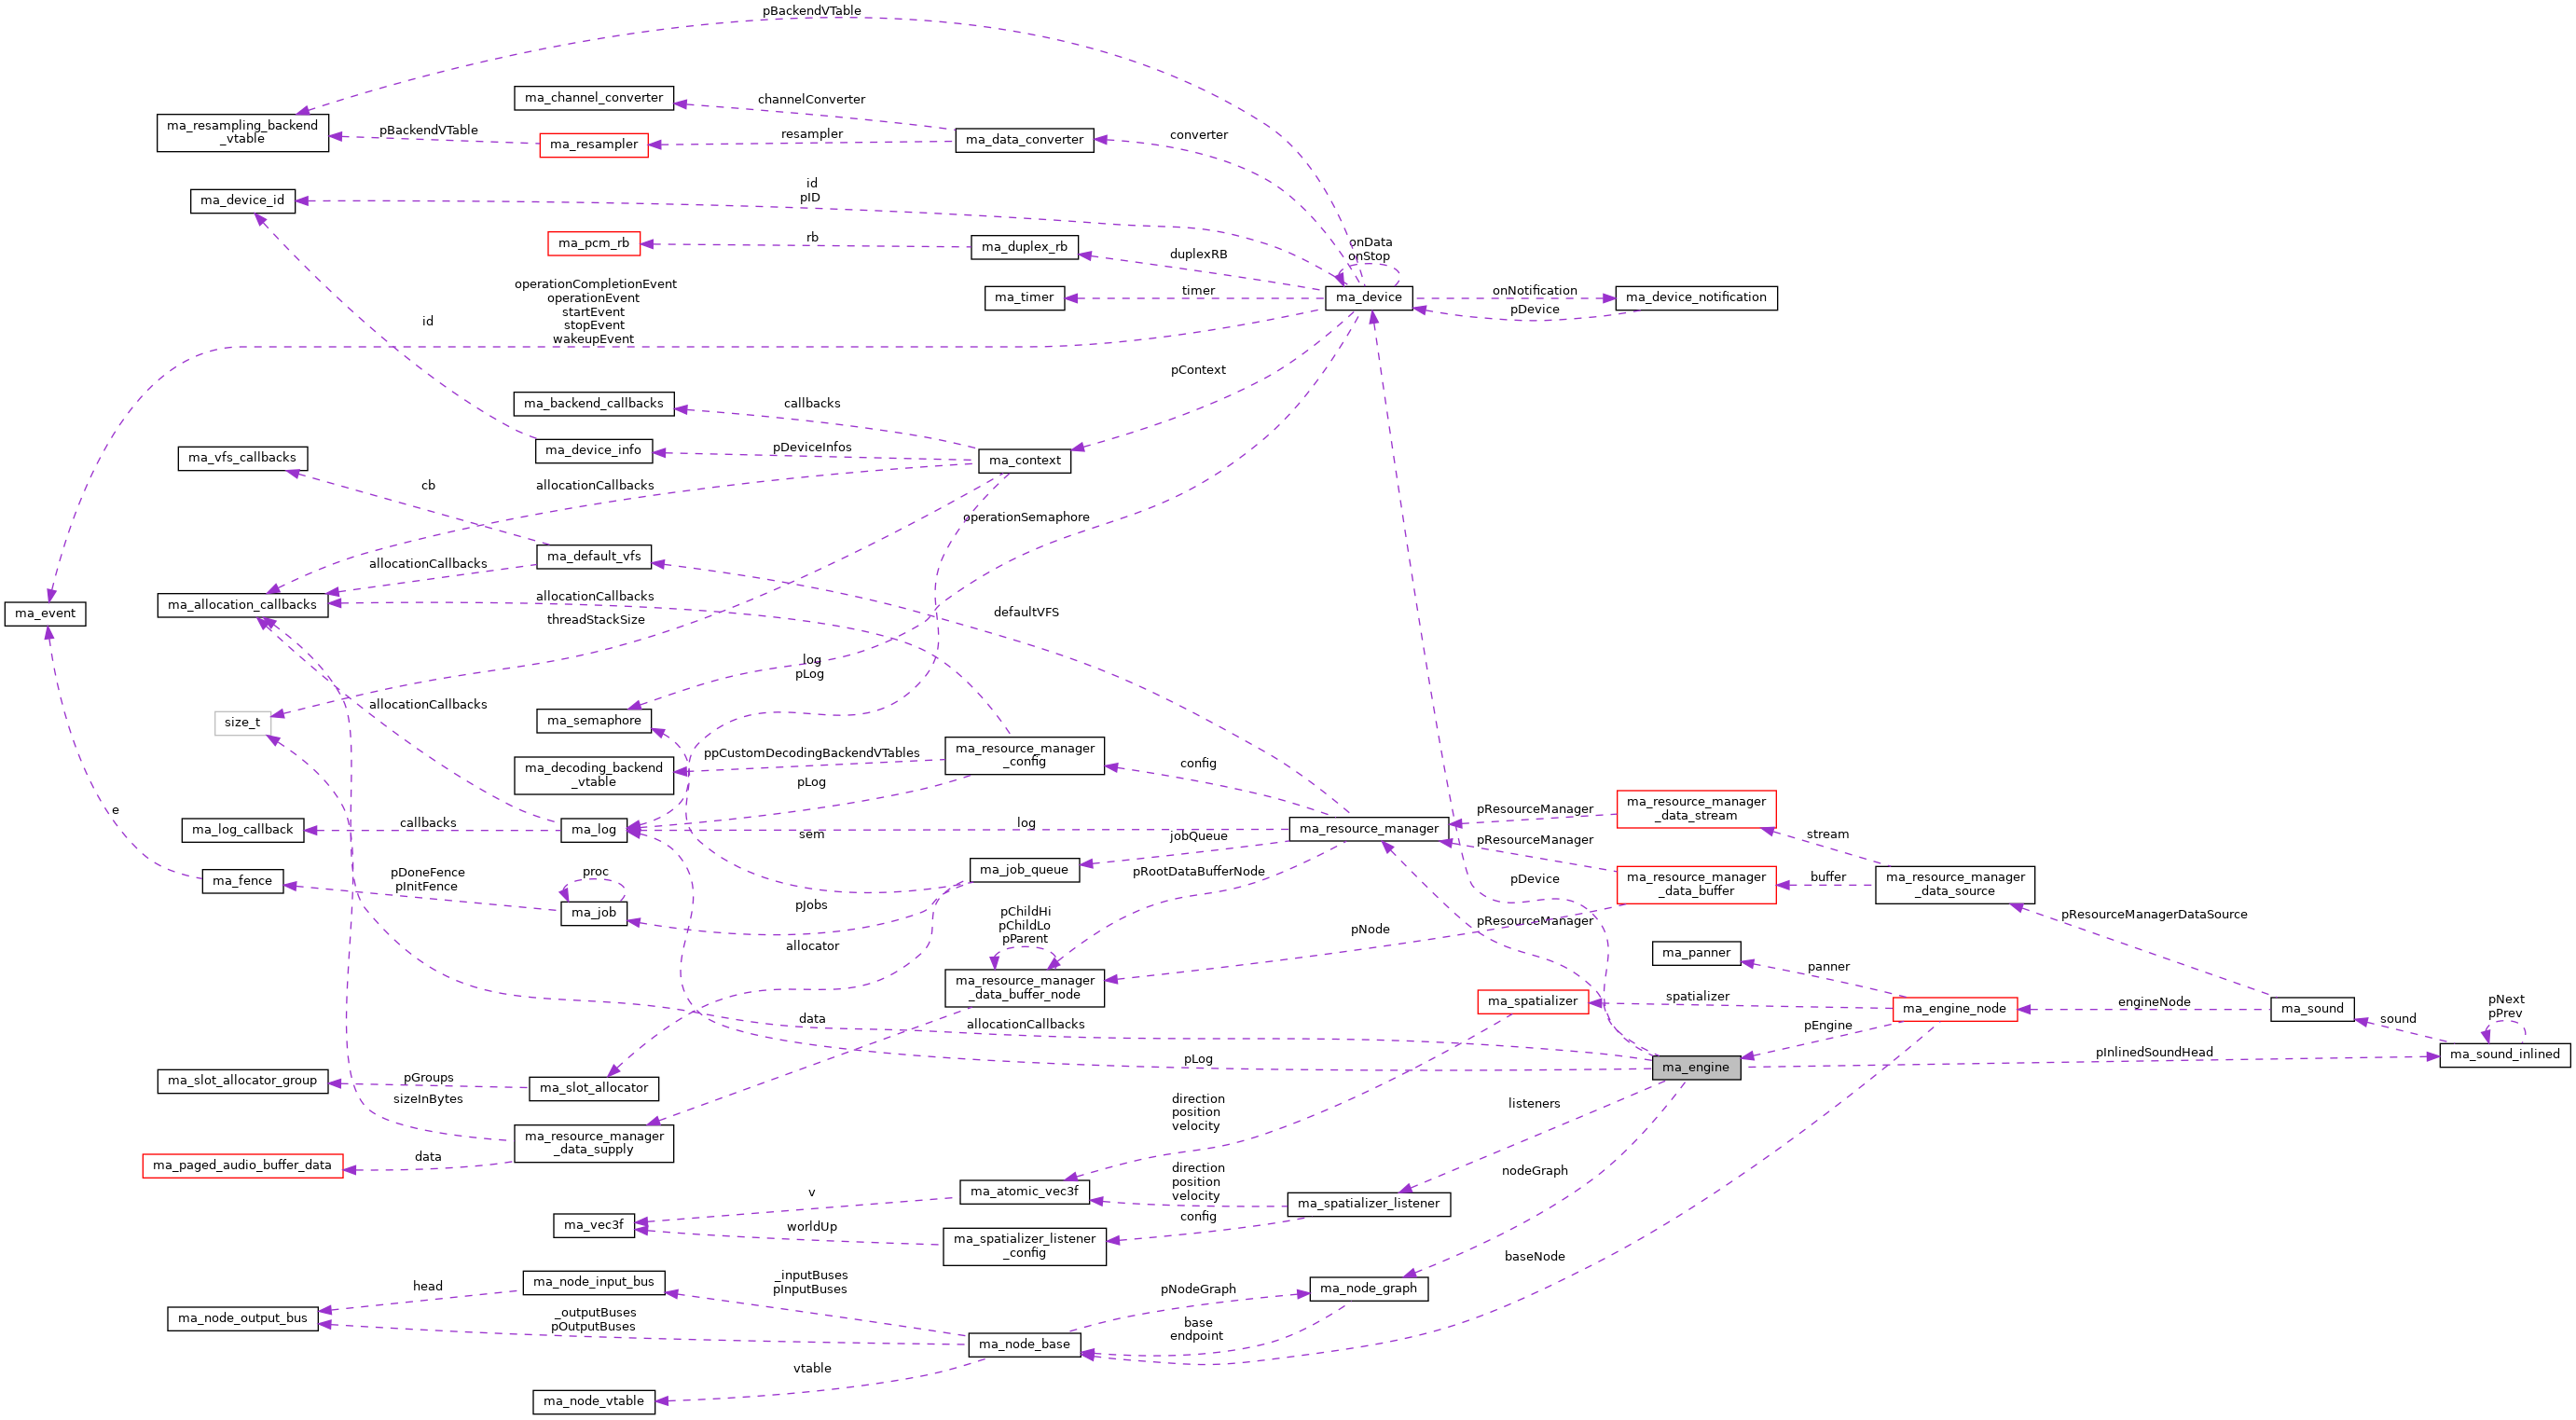 pBackendVTable
ma_channel_converter
channelConverter
ma_resampling_backend
_vtable
pBackendVTable
ma_resampler
resampler
ma_data_converter
converter
ma_device_id
id
pID
ma_pcm_rb
rb
ma_duplex_rb
duplexRB
onData
onStop
ma_timer
timer
ma_device
onNotification
pDevice
ma_device_notification
operationCompletionEvent
operationEvent
startEvent
stopEvent
wakeupEvent
id
pContext
ma_backend_callbacks
callbacks
ma_vfs_callbacks
ma_device_info
pDeviceInfos
ma_context
cb
allocationCallbacks
operationSemaphore
ma_default_vfs
allocationCallbacks
ma_event
ma_allocation_callbacks
allocationCallbacks
threadStackSize
defaultVFS
log
pLog
size_t
allocationCallbacks
ma_semaphore
ma_decoding_backend
_vtable
ppCustomDecodingBackendVTables
pLog
ma_resource_manager
_config
config
e
ma_log_callback
callbacks
ma_log
sem
log
ma_resource_manager
jobQueue
pRootDataBufferNode
pResourceManager
pResourceManager
ma_resource_manager
_data_stream
stream
ma_fence
pDoneFence
pInitFence
proc
ma_job
pJobs
ma_job_queue
pDevice
ma_resource_manager
_data_buffer
buffer
ma_resource_manager
_data_source
allocator
pChildHi
pChildLo
pParent
ma_resource_manager
_data_buffer_node
pNode
pResourceManager
pResourceManagerDataSource
ma_panner
panner
ma_spatializer
spatializer
ma_engine_node
engineNode
ma_sound
pNext
pPrev
sound
ma_sound_inlined
data
allocationCallbacks
pLog
pEngine
ma_engine
pInlinedSoundHead
ma_slot_allocator_group
pGroups
ma_slot_allocator
sizeInBytes
direction
position
velocity
listeners
ma_resource_manager
_data_supply
ma_paged_audio_buffer_data
data
nodeGraph
direction
position
velocity
ma_atomic_vec3f
v
ma_vec3f
worldUp
ma_spatializer_listener
config
ma_spatializer_listener
_config
baseNode
ma_node_input_bus
head
_inputBuses
pInputBuses
pNodeGraph
ma_node_graph
ma_node_output_bus
_outputBuses
pOutputBuses
base
endpoint
ma_node_base
vtable
ma_node_vtable